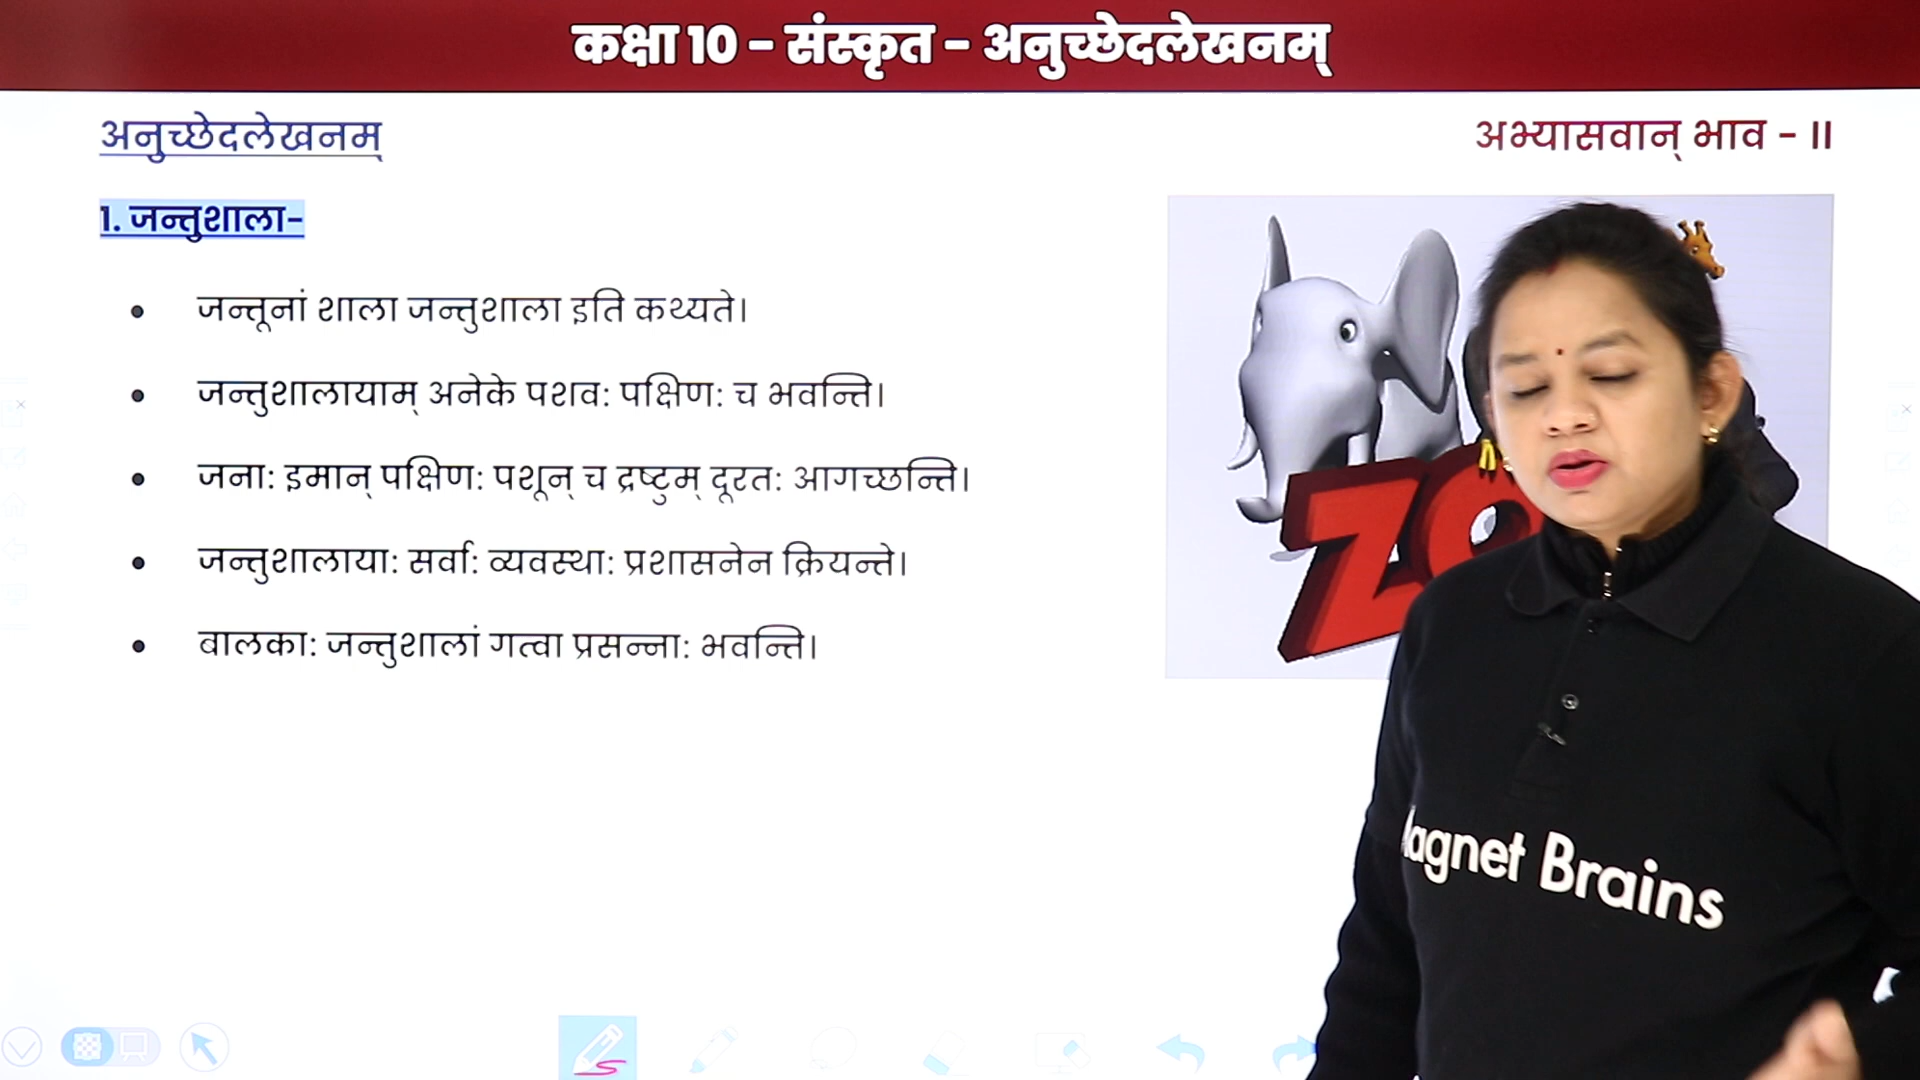 कक्षा 10 - संस्कृत - अनुच्छेदलेखनम्
अनुच्छेदलेखनम्
अभ्यासवान् भाव - II
1. जन्तुशाला-
• जन्तूनां शाला जन्तुशाला इति कथ्यते।
• जन्तुशालायाम् अनेके पशवः पक्षिणः च भवन्ति।
• जनाः इमान् पक्षिणः पशून् च द्रष्टुम् दूरतः आगच्छन्ति।
• जन्तुशालायाः सर्वाः व्यवस्थाः प्रशासनेन क्रियन्ते।
• बालकाः जन्तुशालां गत्वा प्रसन्नाः भवन्ति।
ZO
agnet Brains